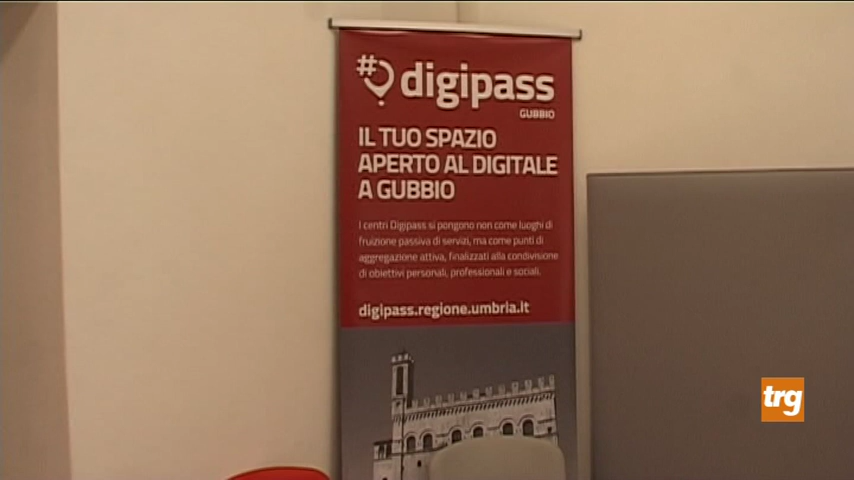 #digipass
GUBBIO
IL TUO SPAZIO
APERTO AL DIGITALE
A GUBBIO
I centri Digipass si pongono non come luoghi di
fruizione passiva di servizi, ma come punti di
aggregazione attiva, finalizzati alla condivisione
di obiettivi personali, professionali e sociali.
digipass.regione.umbria.it
trg